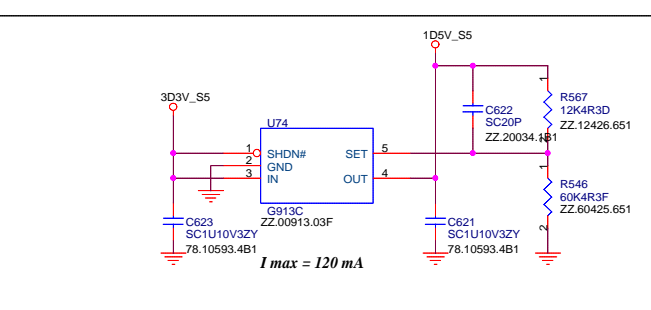 1D5V_S5
3D3V_S5
U74
1
2
3
SHDN#
GND
IN
SET
OUT
5
4
G913C
ZZ.00913.03F
C622
SC20P
ZZ.20034.1B1
1
R567
12K4R3D
ZZ.12426.651
2
1
R546
60K4R3F
ZZ.60425.651
2
C623
SC1U10V3ZY
78.10593.4B1
C621
SC1U10V3ZY
78.10593.4B1
I max = 120 mA